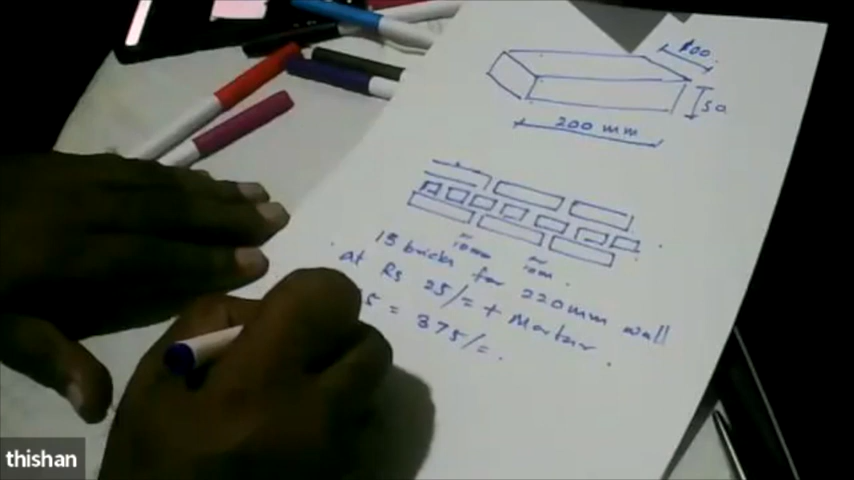 100
50
200 mm
15 bricks for 220mm wall
at Rs 25/= + Mortar.
= 375/=.
thishan